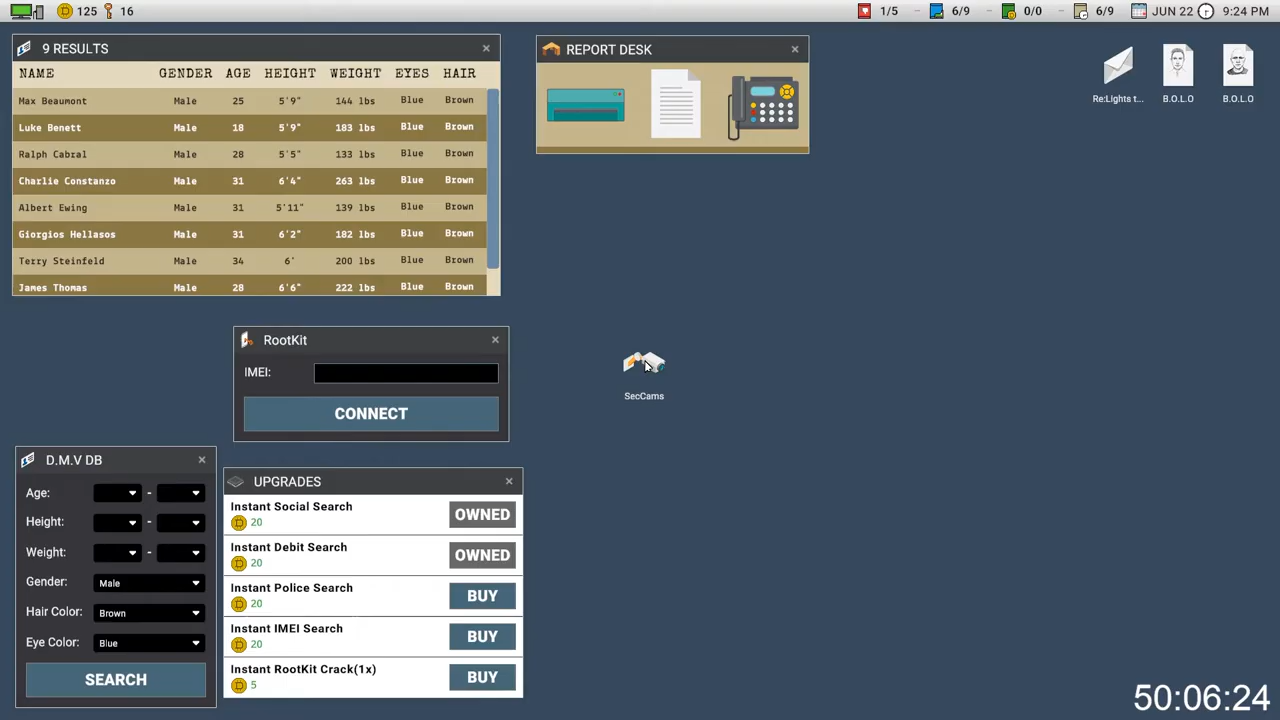 125 16 1/5 6/9 0/0 6/9 JUN 22 9:24 PM
9 RESULTS
NAME GENDER AGE HEIGHT WEIGHT EYES HAIR
Max Beaumont Male 25 5'9" 144 lbs Blue Brown
Luke Benett Male 18 5'9" 183 lbs Blue Brown
Ralph Cabral Male 28 5'5" 133 lbs Blue Brown
Charlie Constanzo Male 31 6'4" 263 lbs Blue Brown
Albert Ewing Male 31 5'11" 139 lbs Blue Brown
Giorgios Hellasos Male 31 6'2" 182 lbs Blue Brown
Terry Steinfeld Male 34 6' 200 lbs Blue Brown
James Thomas Male 28 6'6" 222 lbs Blue Brown
REPORT DESK
B.O.L.O
B.O.L.O
RootKit
IMEI:
CONNECT
SecCams
D.M.V DB
Age: -
Height: -
Weight: -
Gender: Male
Hair Color: Brown
Eye Color: Blue
SEARCH
UPGRADES
Instant Social Search
20
OWNED
Instant Debit Search
20
OWNED
Instant Police Search
20
BUY
Instant IMEI Search
20
BUY
Instant RootKit Crack(1x)
5
BUY
50:06:24